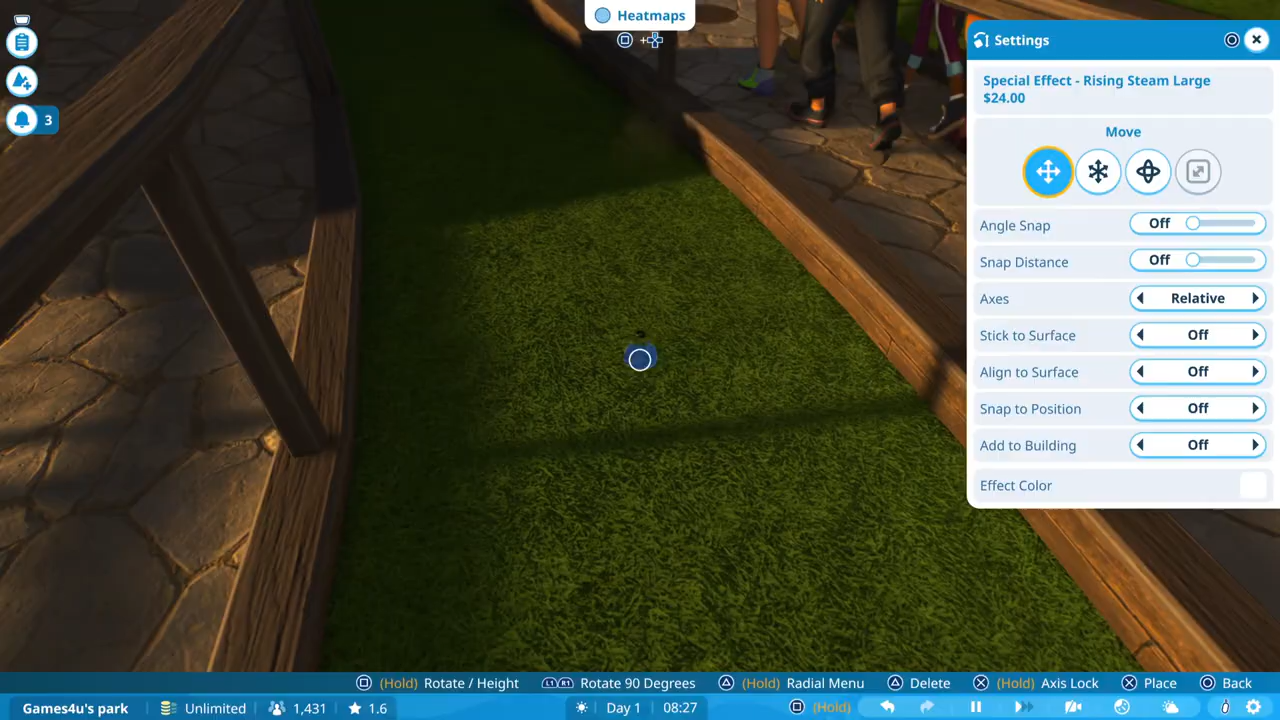 Heatmaps
3
Settings
Special Effect - Rising Steam Large
$24.00
Move
Angle Snap Off
Snap Distance Off
Axes Relative
Stick to Surface Off
Align to Surface Off
Snap to Position Off
Add to Building Off
Effect Color
(Hold) Rotate / Height L1/R1 Rotate 90 Degrees (Hold) Radial Menu Delete (Hold) Axis Lock Place Back
Games4u's park Unlimited 1,431 1.6 Day 1 08:27 (Hold)